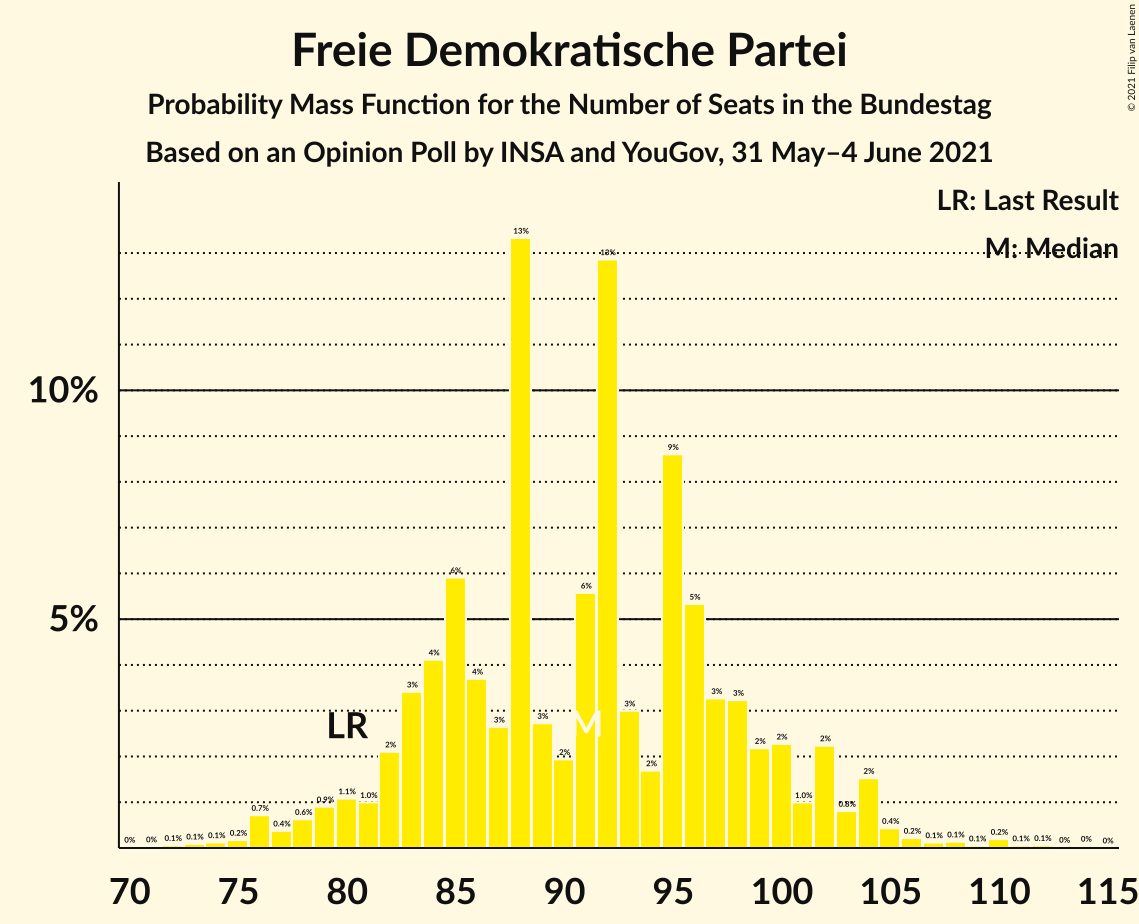 Freie Demokratische Partei
Probability Mass Function for the Number of Seats in the Bundestag
Based on an Opinion Poll by INSA and YouGov, 31 May–4 June 2021
© 2021 Filip van Laenen
LR: Last Result
M: Median
10%
5%
0% 0% 0.1% 0.1% 0.1% 0.2% 0.7% 0.4% 0.6% 0.9% 1.1% 1.0% 2% 3% 4% 6% 4% 3% 13% 3% 2% 6% 13% 3% 2% 9% 5% 3% 3% 2% 2% 1.0% 2% 0.8% 2% 0.4% 0.2% 0.1% 0.1% 0.1% 0.2% 0.1% 0.1% 0% 0% 0%
LR M
70 75 80 85 90 95 100 105 110 115